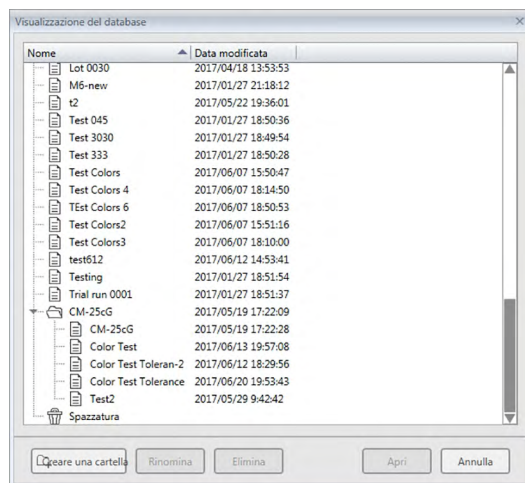 Visualizzazione del database
Nome Data modificata
Lot 0030 2017/04/18 13:53:53
M6-new 2017/01/27 21:18:12
t2 2017/05/22 19:36:01
Test 045 2017/01/27 18:50:36
Test 3030 2017/01/27 18:49:54
Test 333 2017/01/27 18:50:28
Test Colors 2017/06/07 15:50:47
Test Colors 4 2017/06/07 18:14:50
TEst Colors 6 2017/06/07 18:50:53
Test Colors2 2017/06/07 15:51:16
Test Colors3 2017/06/07 18:10:00
test612 2017/06/12 14:53:41
Testing 2017/01/27 18:51:54
Trial run 0001 2017/01/27 18:51:37
CM-25cG 2017/05/19 17:22:09
CM-25cG 2017/05/19 17:22:28
Color Test 2017/06/13 19:57:08
Color Test Toleran-2 2017/06/12 18:29:56
Color Test Tolerance 2017/06/20 19:53:43
Test2 2017/05/29 9:42:42
Spazzatura
Creare una cartella Rinomina Elimina Apri Annulla